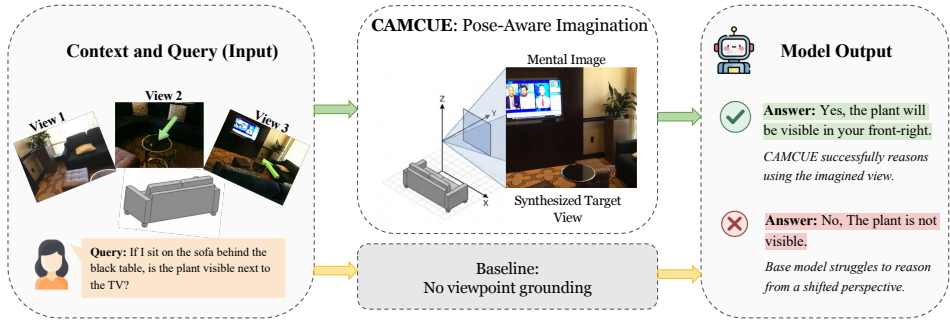 Context and Query (Input)
View 1
View 2
View 3
Query: If I sit on the sofa behind the
black table, is the plant visible next to
the TV?
CAMCUE: Pose-Aware Imagination
Mental Image
Z
Y
X
Synthesized Target
View
Baseline:
No viewpoint grounding
Model Output
Answer: Yes, the plant will
be visible in your front-right.
CAMCUE successfully reasons
using the imagined view.
Answer: No, The plant is not
visible.
Base model struggles to reason
from a shifted perspective.